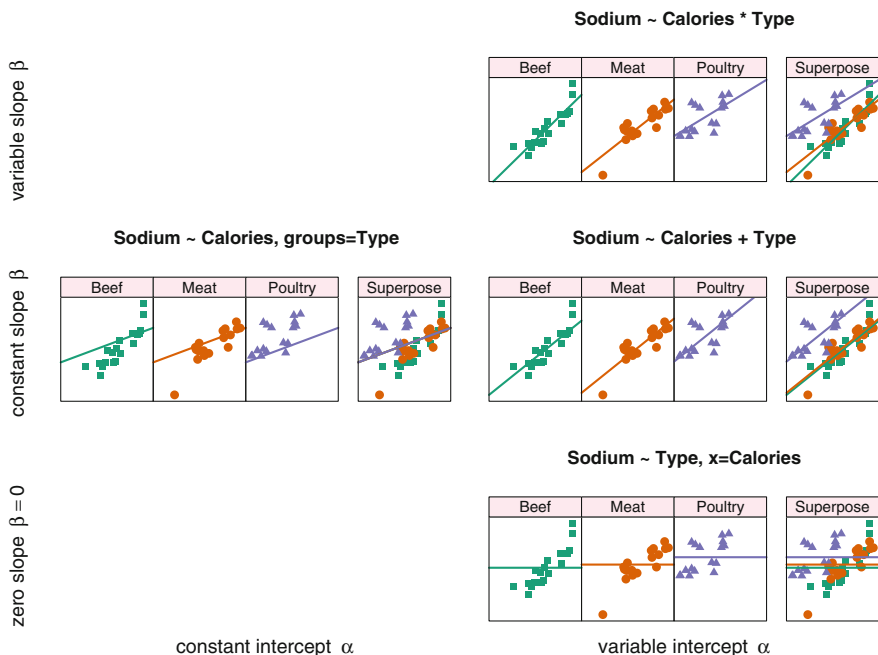 Sodium ~ Calories * Type
Beef Meat Poultry Superpose
variable slope β
Sodium ~ Calories, groups=Type
Beef Meat Poultry Superpose
Sodium ~ Calories + Type
Beef Meat Poultry Superpose
constant slope β
Sodium ~ Type, x=Calories
Beef Meat Poultry Superpose
zero slope β = 0
constant intercept α
variable intercept α